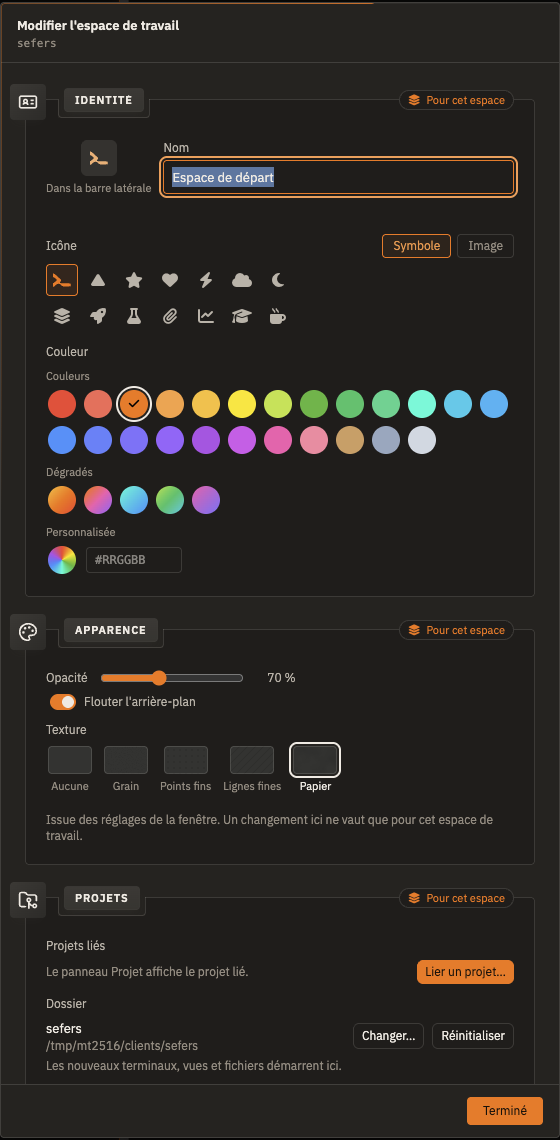 Modifier l'espace de travail
sefers
IDENTITÉ
Pour cet espace
Nom
Espace de départ
Dans la barre latérale
Icône
Symbole
Image
Couleur
Couleurs
Dégradés
Personnalisée
#RRGGBB
APPARENCE
Pour cet espace
Opacité
70 %
Flouter l'arrière-plan
Texture
Aucune
Grain
Points fins
Lignes fines
Papier
Issue des réglages de la fenêtre. Un changement ici ne vaut que pour cet espace de
travail.
PROJETS
Pour cet espace
Projets liés
Le panneau Projet affiche le projet lié.
Lier un projet...
Dossier
sefers
/tmp/mt2516/clients/sefers
Changer...
Réinitialiser
Les nouveaux terminaux, vues et fichiers démarrent ici.
Terminé